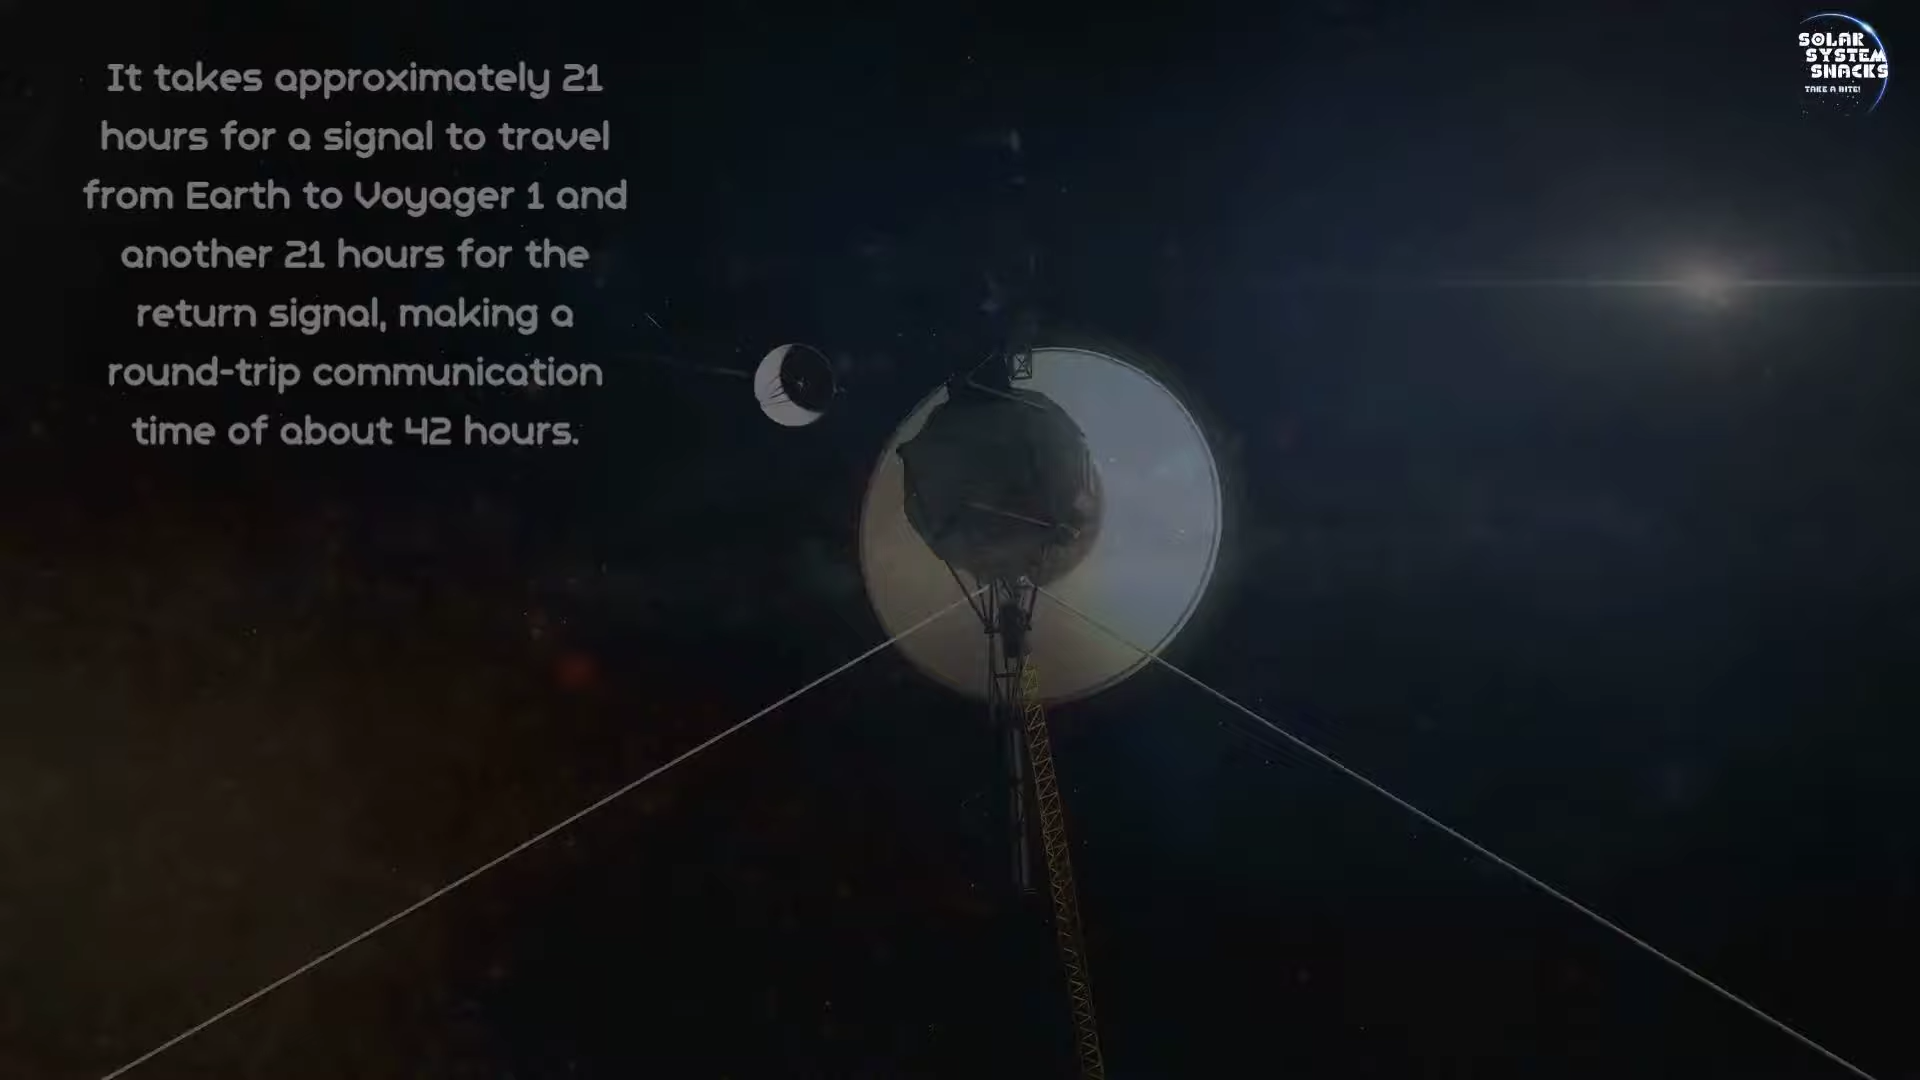 It takes approximately 21
hours for a signal to travel
from Earth to Voyager 1 and
another 21 hours for the
return signal, making a
round-trip communication
time of about 42 hours.
SOLAR
SYSTEM
SNACKS
TAKE A BITE!